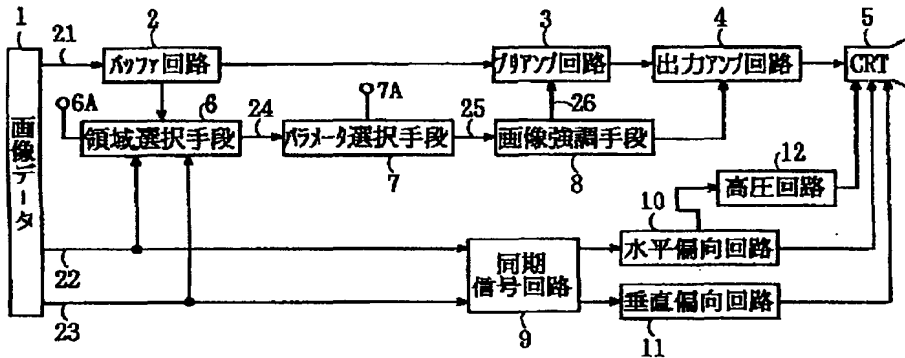 1
21
2
バッファ回路
3
プリアンプ回路
4
出力アンプ回路
5
CRT
6A
6
領域選択手段
24
7A
パラメータ選択手段
7
25
26
画像強調手段
8
画像データ
12
高圧回路
10
水平偏向回路
22
23
同期
信号回路
9
垂直偏向回路
11